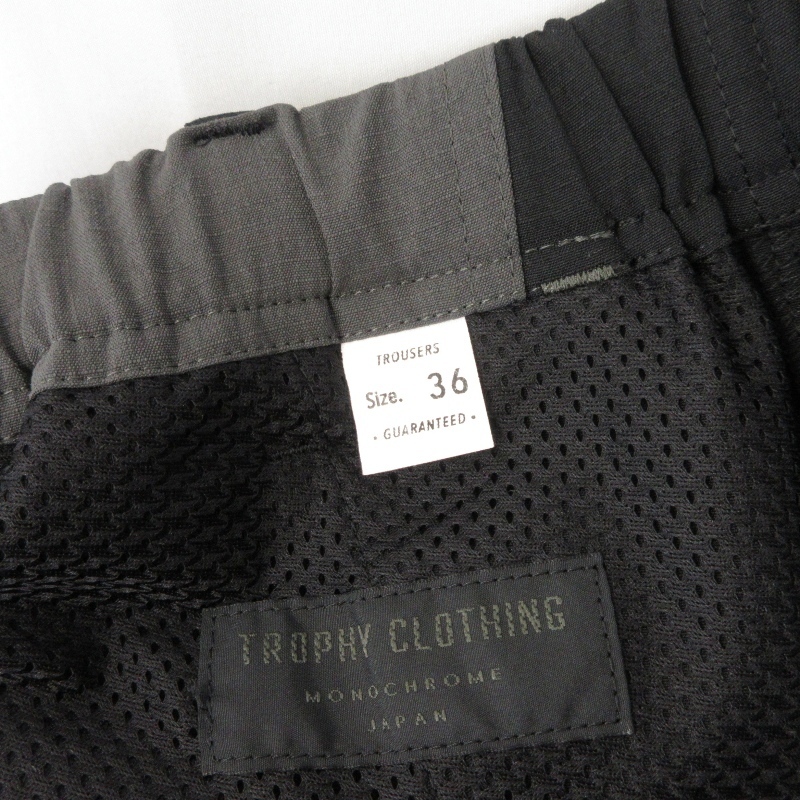 TROUSERS
Size. 36
• GUARANTEED •
TROPHY CLOTHING
MONOCHROME
JAPAN